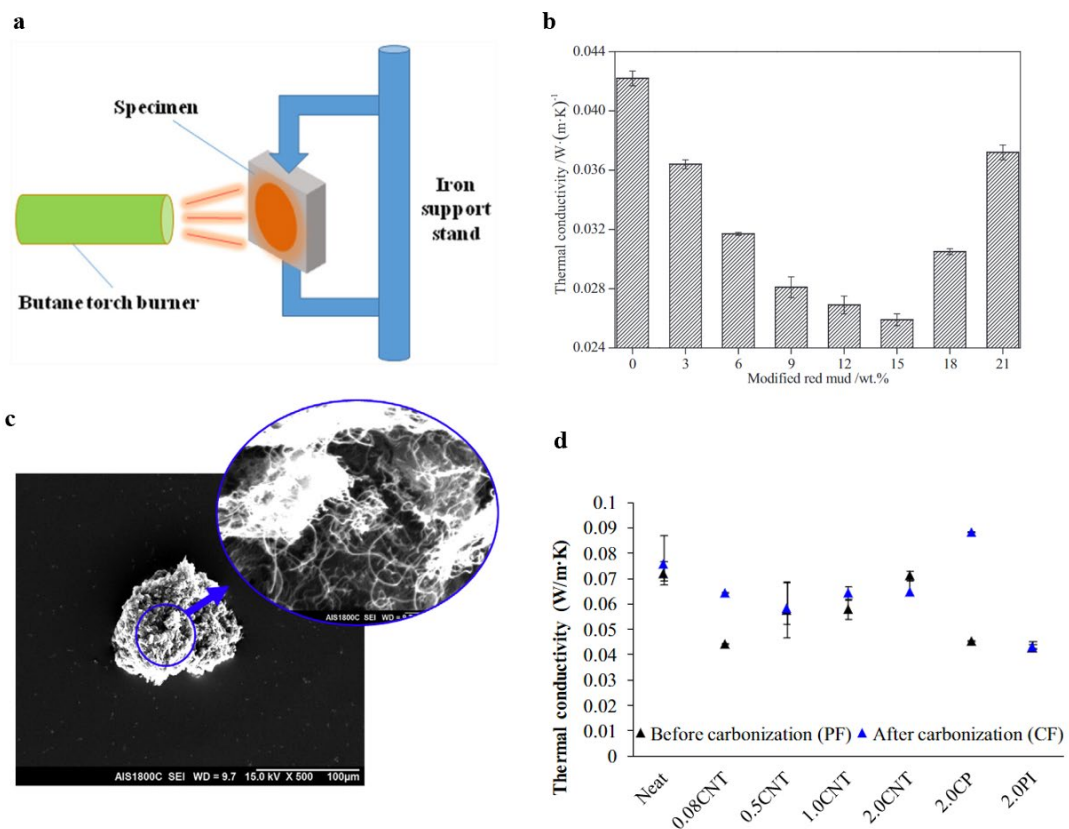 a
Specimen
Iron
support
stand
Butane torch burner
b
Thermal conductivity /W·(m·K)⁻¹
0.044
0.040
0.036
0.032
0.028
0.024
0 3 6 9 12 15 18 21
Modified red mud /wt.%
c
AIS1800C SEI WD =
AIS1800C SEI WD = 9.7 15.0 kV X 500 100µm
d
Thermal conductivity (W/m·K)
0.1
0.09
0.08
0.07
0.06
0.05
0.04
0.03
0.02
0.01
0
Before carbonization (PF) After carbonization (CF)
Neat 0.08CNT 0.5CNT 1.0CNT 2.0CNT 2.0CP 2.0PI